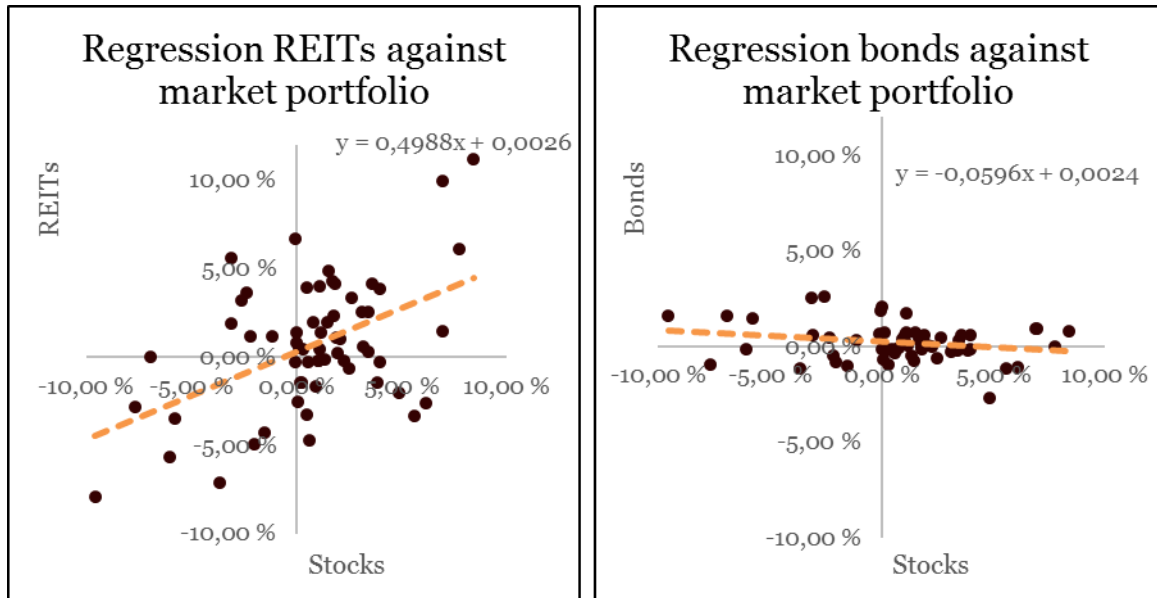 Regression REITs against
market portfolio
y = 0,4988x + 0,0026
REITs
10,00 %
5,00 %
0,00 %
-10,00 %
-5,00 %
0,00 %
5,00 %
10,00 %
-5,00 %
-10,00 %
Stocks
Regression bonds against
market portfolio
10,00 %
y = -0,0596x + 0,0024
Bonds
5,00 %
0,00 %
-10,00 %
-5,00 %
0,00 %
5,00 %
10,00 %
-5,00 %
-10,00 %
Stocks